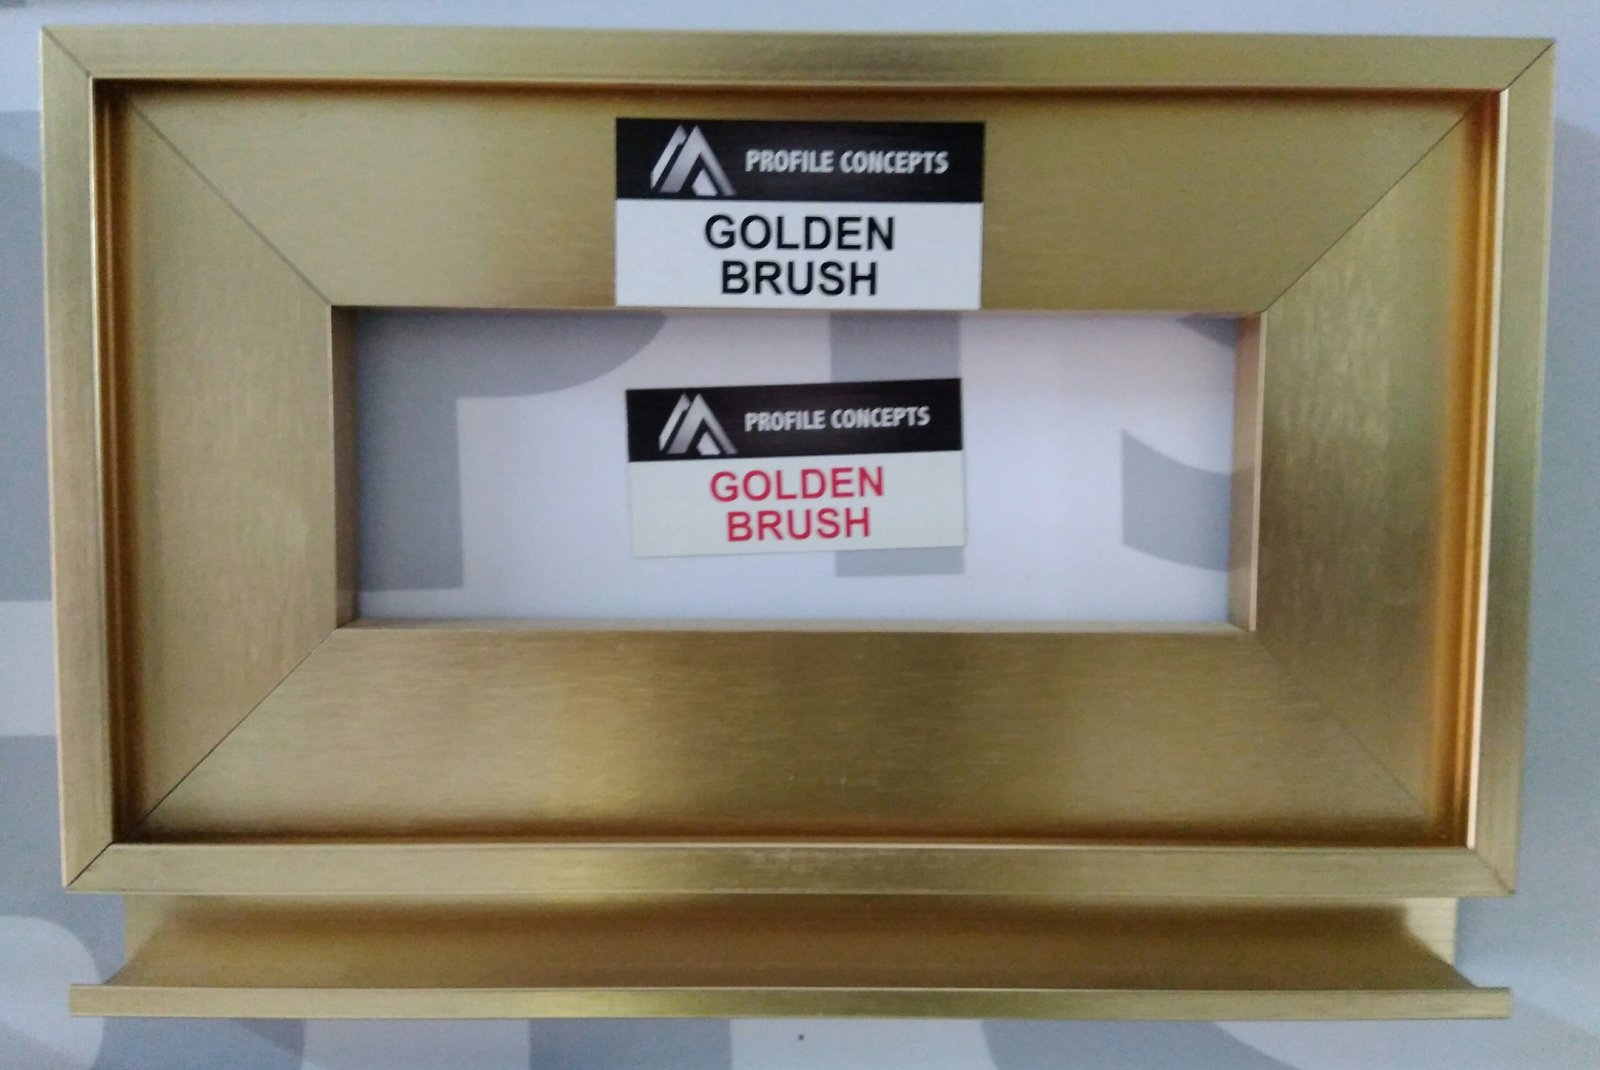 PROFILE CONCEPTS
GOLDEN
BRUSH
PROFILE CONCEPTS
GOLDEN
BRUSH